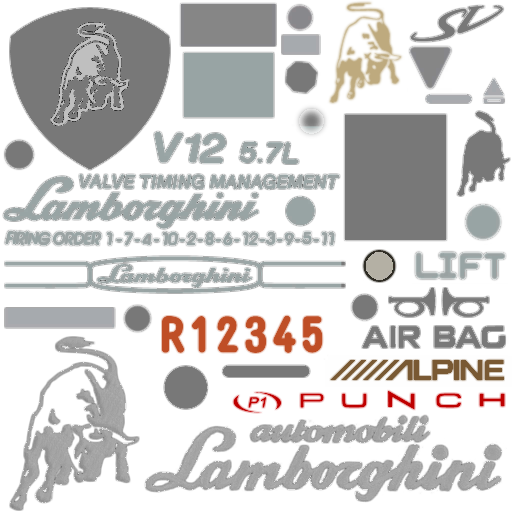 SV
V12 5.7L
VALVE TIMING MANAGEMENT
Lamborghini
FIRING ORDER 1-7-4-10-2-8-6-12-3-9-5-11
Lamborghini
LIFT
R12345
AIR BAG
ALPINE
P1 PUNCH
automobili
Lamborghini